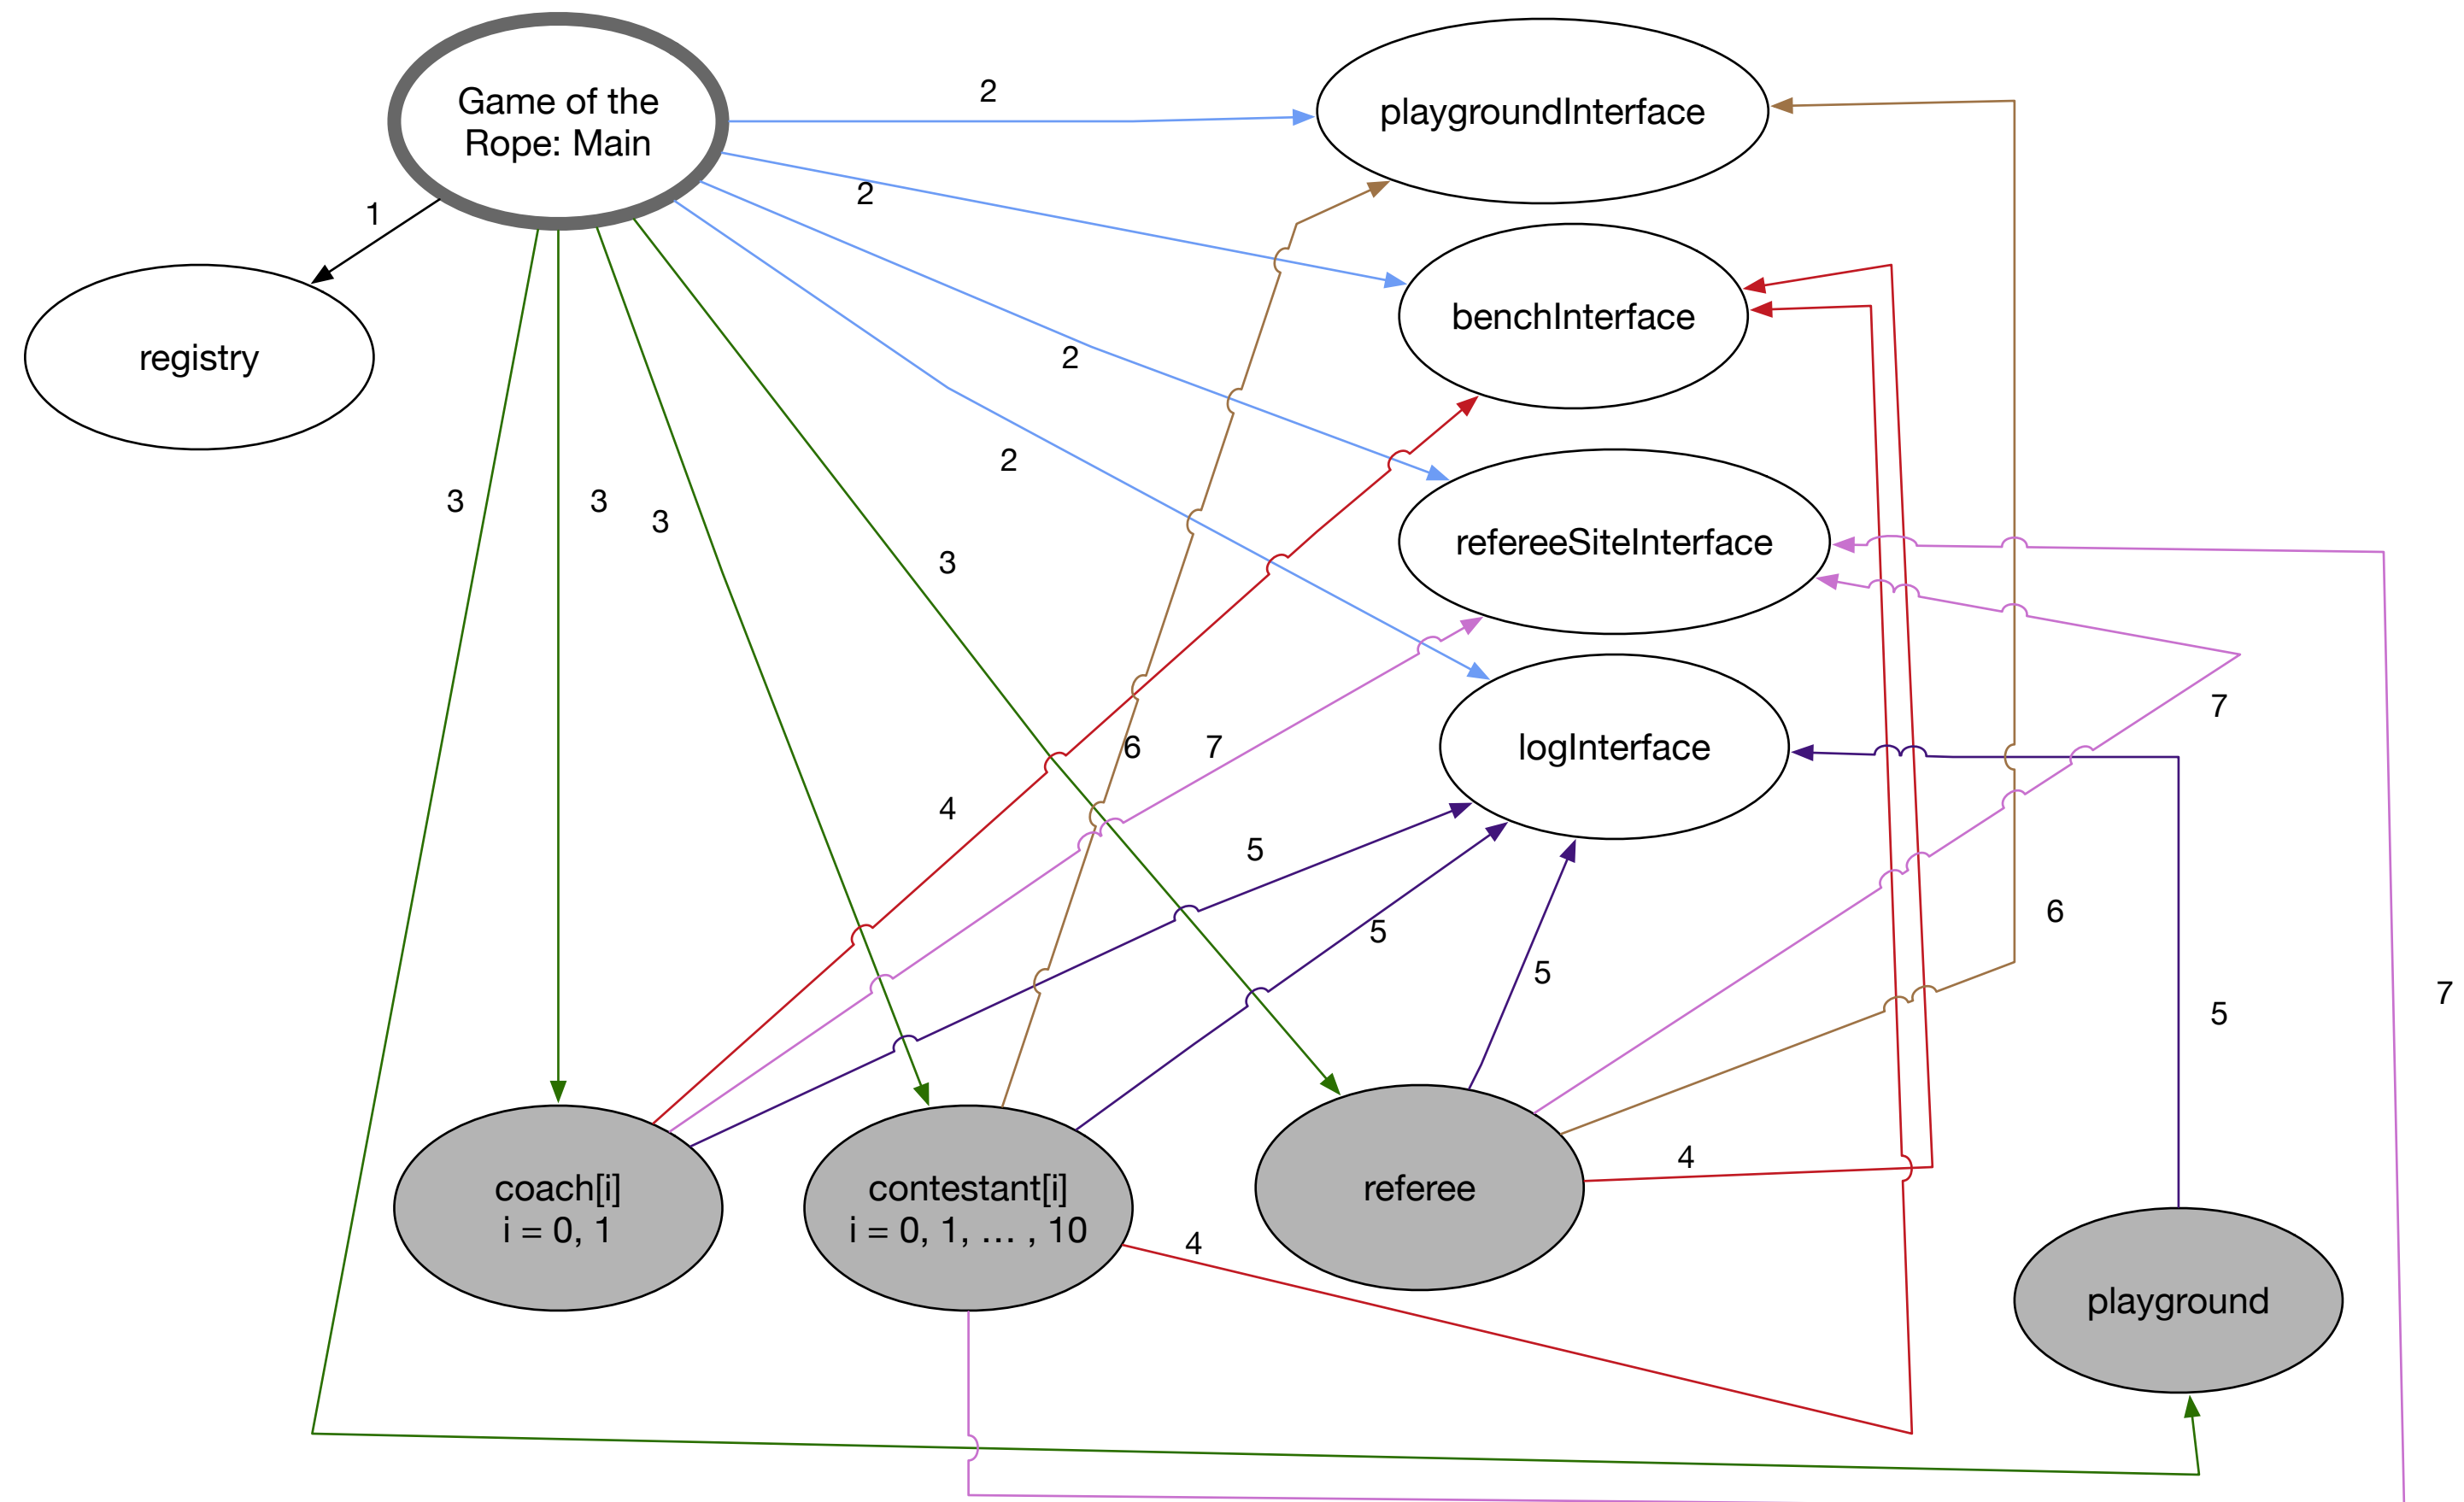 Game of the
Rope: Main
playgroundInterface
2
2
1
benchInterface
registry
2
2
3
3
3
3
refereeSiteInterface
7
6
7
logInterface
4
5
5
6
5
7
5
4
coach[i]
i = 0, 1
contestant[i]
i = 0, 1, … , 10
referee
4
playground